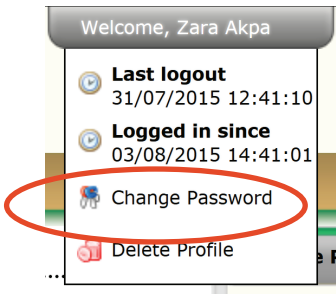 Welcome, Zara Akpa
Last logout
31/07/2015 12:41:10
Logged in since
03/08/2015 14:41:01
Change Password
Delete Profile
...